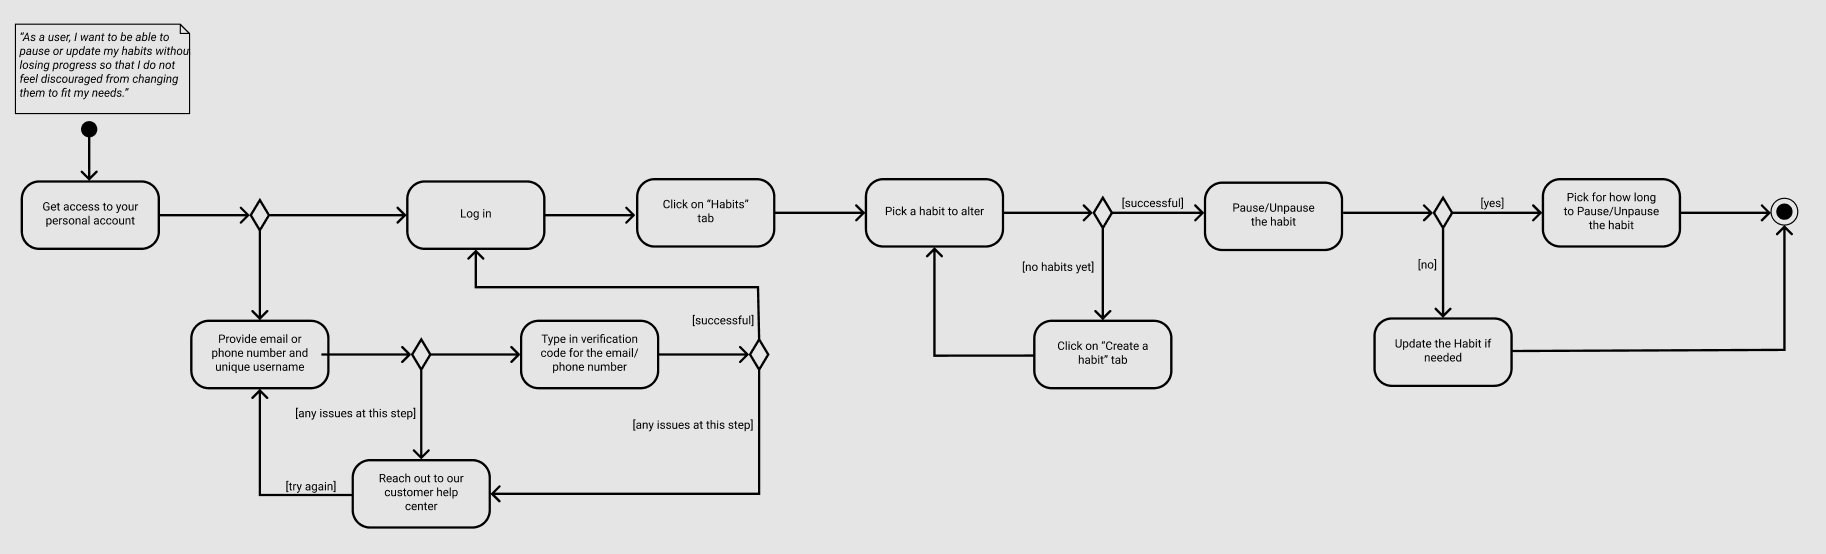 “As a user, I want to be able to
pause or update my habits withou
losing progress so that I do not
feel discouraged from changing
them to fit my needs.”
Get access to your
personal account
Log in
Click on “Habits”
tab
Pick a habit to alter
[successful]
Pause/Unpause
the habit
[yes]
Pick for how long
to Pause/Unpause
the habit
[no habits yet]
[no]
Provide email or
phone number and
unique username
Type in verification
code for the email/
phone number
[successful]
Click on “Create a
habit” tab
Update the Habit if
needed
[any issues at this step]
[any issues at this step]
[try again]
Reach out to our
customer help
center